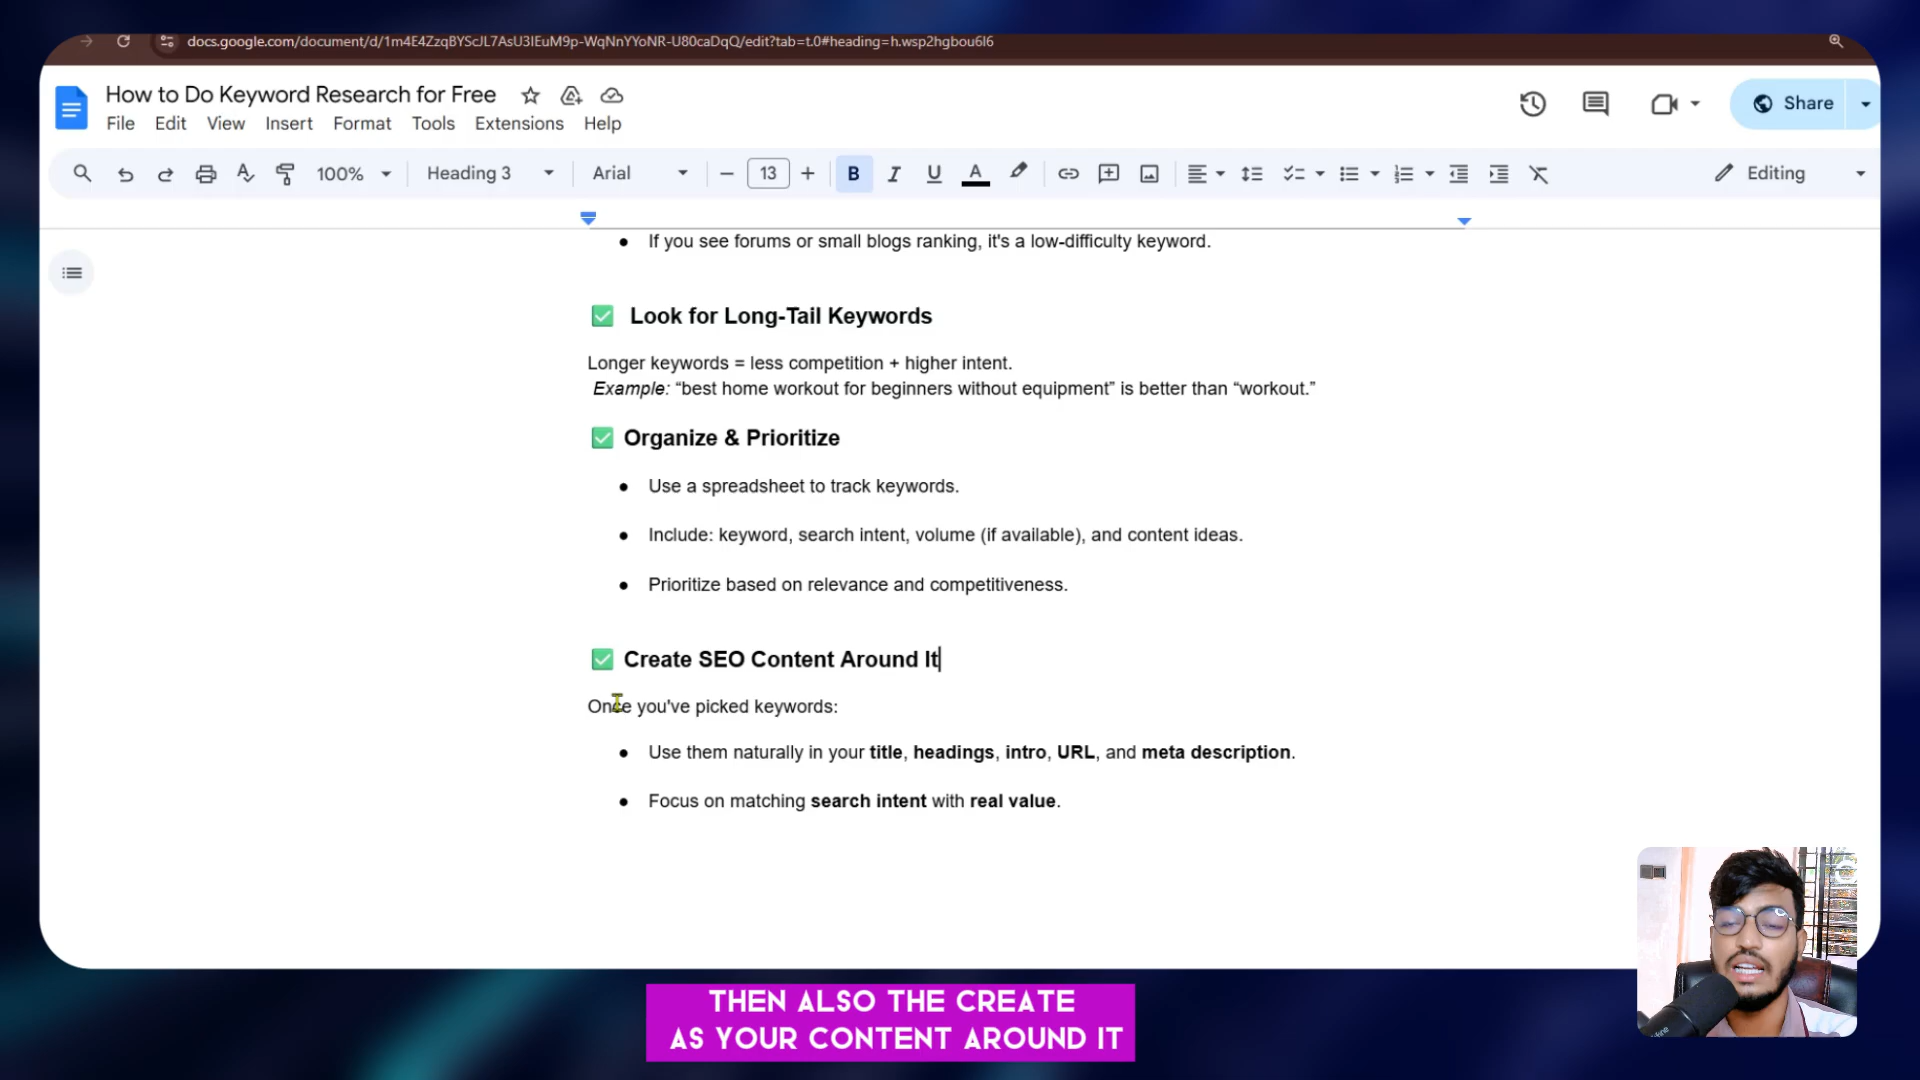 docs.google.com/document/d/1m4E4ZzqBYScJL7AsU3IEuM9p-WqNnYYoNR-U80caDqQ/edit?tab=t.0#heading=h.wsp2hgbou6l6
How to Do Keyword Research for Free
File Edit View Insert Format Tools Extensions Help
Share
100% Heading 3 Arial 13 B I U A Editing
● If you see forums or small blogs ranking, it's a low-difficulty keyword.
✅ Look for Long-Tail Keywords
Longer keywords = less competition + higher intent.
Example: “best home workout for beginners without equipment” is better than “workout.”
✅ Organize & Prioritize
● Use a spreadsheet to track keywords.
● Include: keyword, search intent, volume (if available), and content ideas.
● Prioritize based on relevance and competitiveness.
✅ Create SEO Content Around It
Once you've picked keywords:
● Use them naturally in your title, headings, intro, URL, and meta description.
● Focus on matching search intent with real value.
THEN ALSO THE CREATE
AS YOUR CONTENT AROUND IT